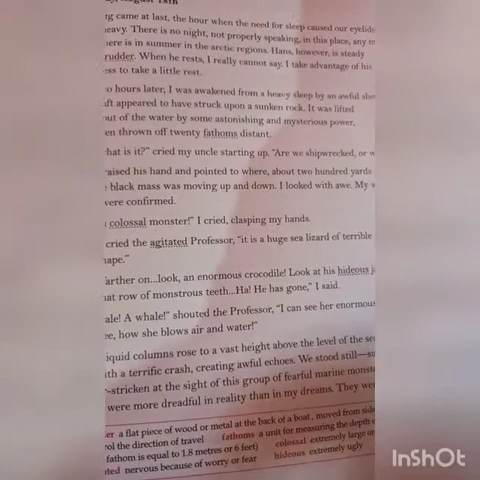 ng came at last, the hour when the need for sleep caused our eyelids
heavy. There is no night, not properly speaking, in this place, any m
here is in summer in the arctic regions. Hans, however, is steady
rudder. When he rests, I really cannot say. I take advantage of his
ess to take a little rest.
o hours later, I was awakened from a heavy sleep by an awful sho
aft appeared to have struck upon a sunken rock. It was lifted
out of the water by some astonishing and mysterious power,
en thrown off twenty fathoms distant.
hat is it?" cried my uncle starting up. "Are we shipwrecked, or w
raised his hand and pointed to where, about two hundred yards
black mass was moving up and down. I looked with awe. My w
were confirmed.
colossal monster!" I cried, clasping my hands.
cried the agitated Professor, "it is a huge sea lizard of terrible
hape."
farther on...look, an enormous crocodile! Look at his hideous j
hat row of monstrous teeth...Ha! He has gone," I said.
ale! A whale!" shouted the Professor, "I can see her enormous
ee, how she blows air and water!"
liquid columns rose to a vast height above the level of the sea
ith a terrific crash, creating awful echoes. We stood still—su
-stricken at the sight of this group of fearful marine monst
were more dreadful in reality than in my dreams. They wer
er a flat piece of wood or metal at the back of a boat, moved from side
rol the direction of travel fathoms a unit for measuring the depth o
fathom is equal to 1.8 metres or 6 feet) colossal extremely large or
ated nervous because of worry or fear hideous extremely ugly
InShOt